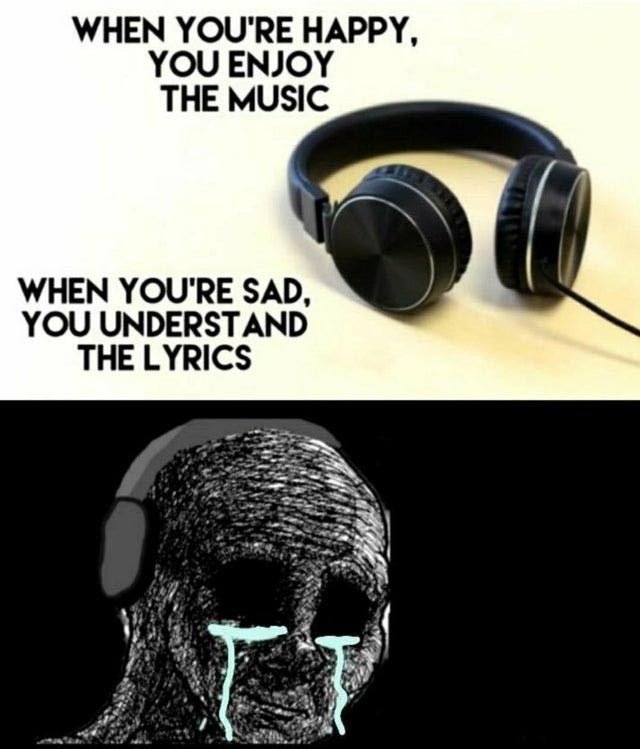 WHEN YOU'RE HAPPY,
YOU ENJOY
THE MUSIC
WHEN YOU'RE SAD,
YOU UNDERSTAND
THE LYRICS